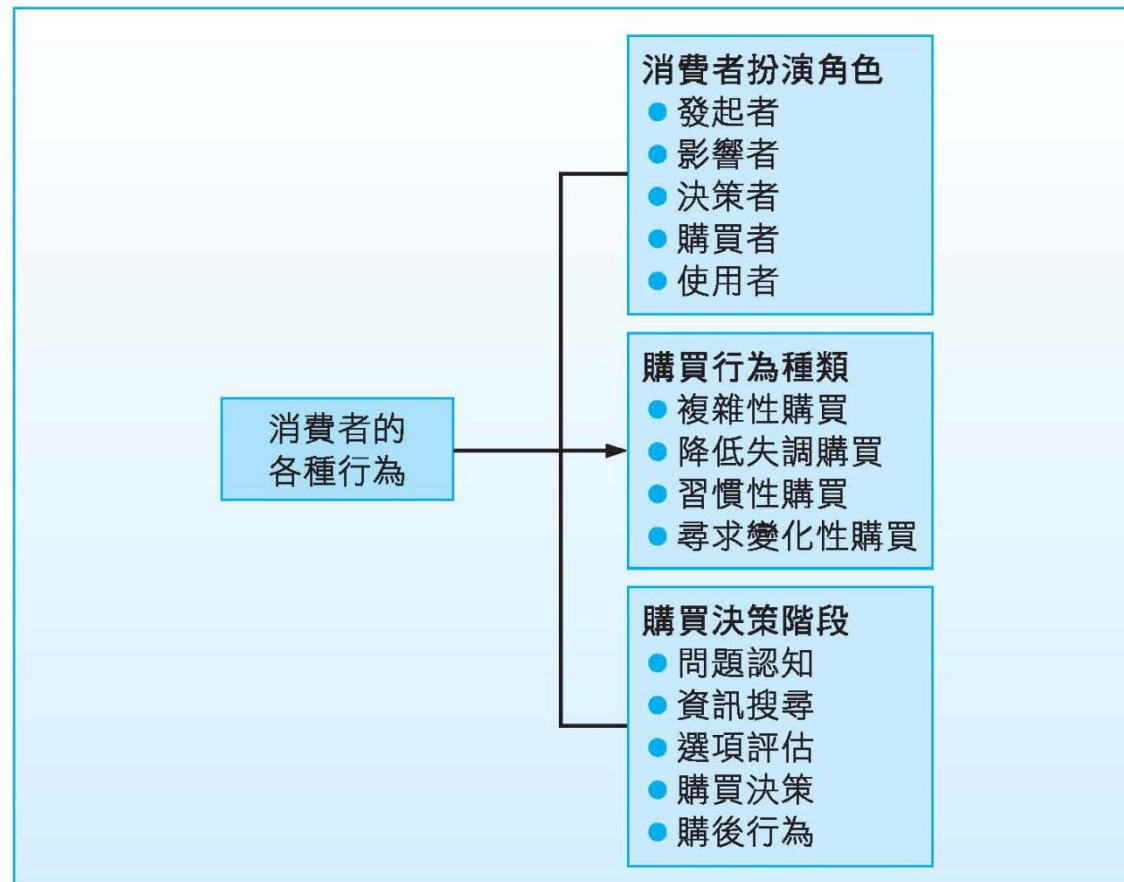 消費者的
各種行為
消費者扮演角色
● 發起者
● 影響者
● 決策者
● 購買者
● 使用者
購買行為種類
● 複雜性購買
● 降低失調購買
● 習慣性購買
● 尋求變化性購買
購買決策階段
● 問題認知
● 資訊搜尋
● 選項評估
● 購買決策
● 購後行為